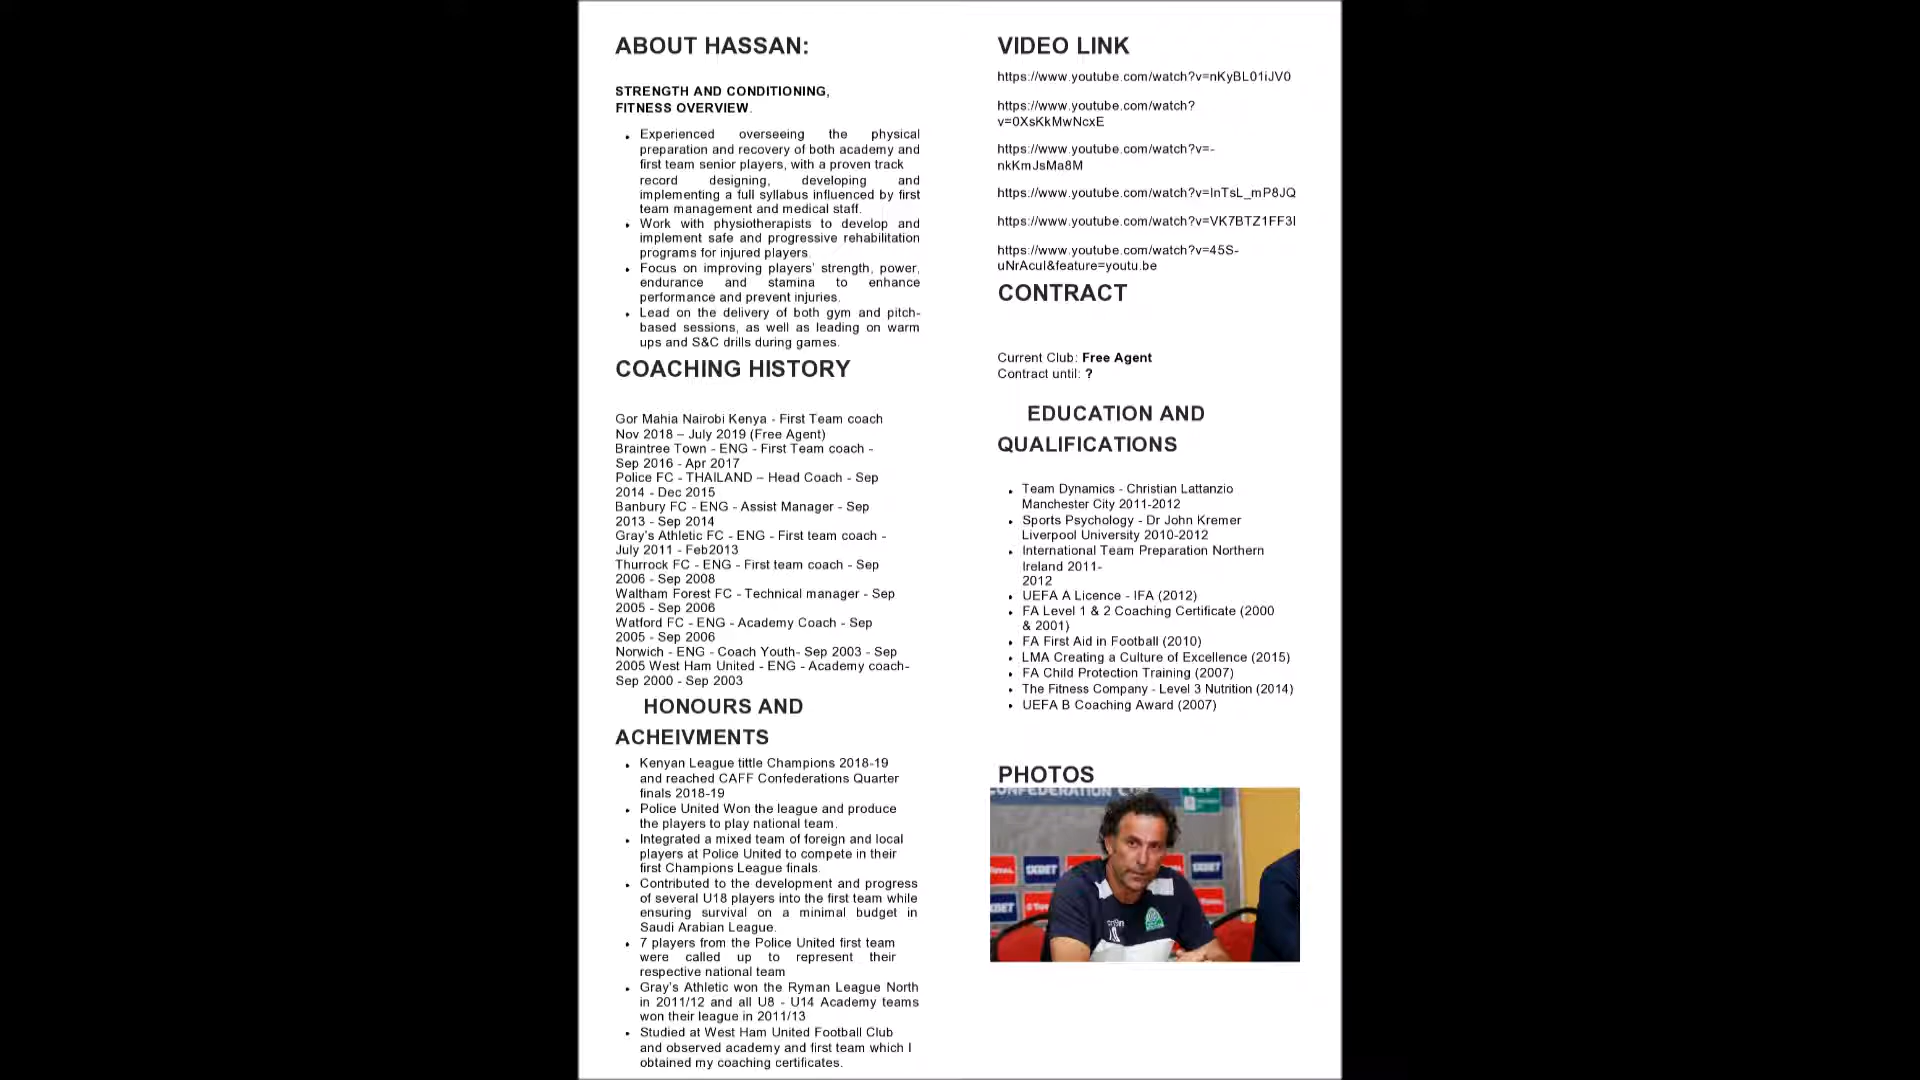 ABOUT HASSAN:
STRENGTH AND CONDITIONING,
FITNESS OVERVIEW.
• Experienced overseeing the physical
preparation and recovery of both academy and
first team senior players, with a proven track
record designing, developing and
implementing a full syllabus influenced by first
team management and medical staff.
• Work with physiotherapists to develop and
implement safe and progressive rehabilitation
programs for injured players.
• Focus on improving players' strength, power,
endurance and stamina to enhance
performance and prevent injuries.
• Lead on the delivery of both gym and pitch-
based sessions, as well as leading on warm
ups and S&C drills during games.
COACHING HISTORY
Gor Mahia Nairobi Kenya - First Team coach
Nov 2018 – July 2019 (Free Agent)
Braintree Town - ENG - First Team coach -
Sep 2016 - Apr 2017
Police FC - THAILAND – Head Coach - Sep
2014 - Dec 2015
Banbury FC - ENG - Assist Manager - Sep
2013 - Sep 2014
Gray's Athletic FC - ENG - First team coach -
July 2011 - Feb2013
Thurrock FC - ENG - First team coach - Sep
2006 - Sep 2008
Waltham Forest FC - Technical manager - Sep
2005 - Sep 2006
Watford FC - ENG - Academy Coach - Sep
2005 - Sep 2006
Norwich - ENG - Coach Youth- Sep 2003 - Sep
2005 West Ham United - ENG - Academy coach-
Sep 2000 - Sep 2003
HONOURS AND
ACHEIVMENTS
• Kenyan League tittle Champions 2018-19
and reached CAFF Confederations Quarter
finals 2018-19
• Police United Won the league and produce
the players to play national team.
• Integrated a mixed team of foreign and local
players at Police United to compete in their
first Champions League finals.
• Contributed to the development and progress
of several U18 players into the first team while
ensuring survival on a minimal budget in
Saudi Arabian League.
• 7 players from the Police United first team
were called up to represent their
respective national team
• Gray's Athletic won the Ryman League North
in 2011/12 and all U8 - U14 Academy teams
won their league in 2011/13
• Studied at West Ham United Football Club
and observed academy and first team which I
obtained my coaching certificates.
VIDEO LINK
https://www.youtube.com/watch?v=nKyBL01iJV0
https://www.youtube.com/watch?
v=0XsKkMwNcxE
https://www.youtube.com/watch?v=-
nkKmJsMa8M
https://www.youtube.com/watch?v=lnTsL_mP8JQ
https://www.youtube.com/watch?v=VK7BTZ1FF3I
https://www.youtube.com/watch?v=45S-
uNrAcuI&feature=youtu.be
CONTRACT
Current Club: Free Agent
Contract until: ?
EDUCATION AND
QUALIFICATIONS
• Team Dynamics - Christian Lattanzio
Manchester City 2011-2012
• Sports Psychology - Dr John Kremer
Liverpool University 2010-2012
• International Team Preparation Northern
Ireland 2011-
2012
• UEFA A Licence - IFA (2012)
• FA Level 1 & 2 Coaching Certificate (2000
& 2001)
• FA First Aid in Football (2010)
• LMA Creating a Culture of Excellence (2015)
• FA Child Protection Training (2007)
• The Fitness Company - Level 3 Nutrition (2014)
• UEFA B Coaching Award (2007)
PHOTOS
CONFEDERATION
TOTAL
1XBET
1XBET